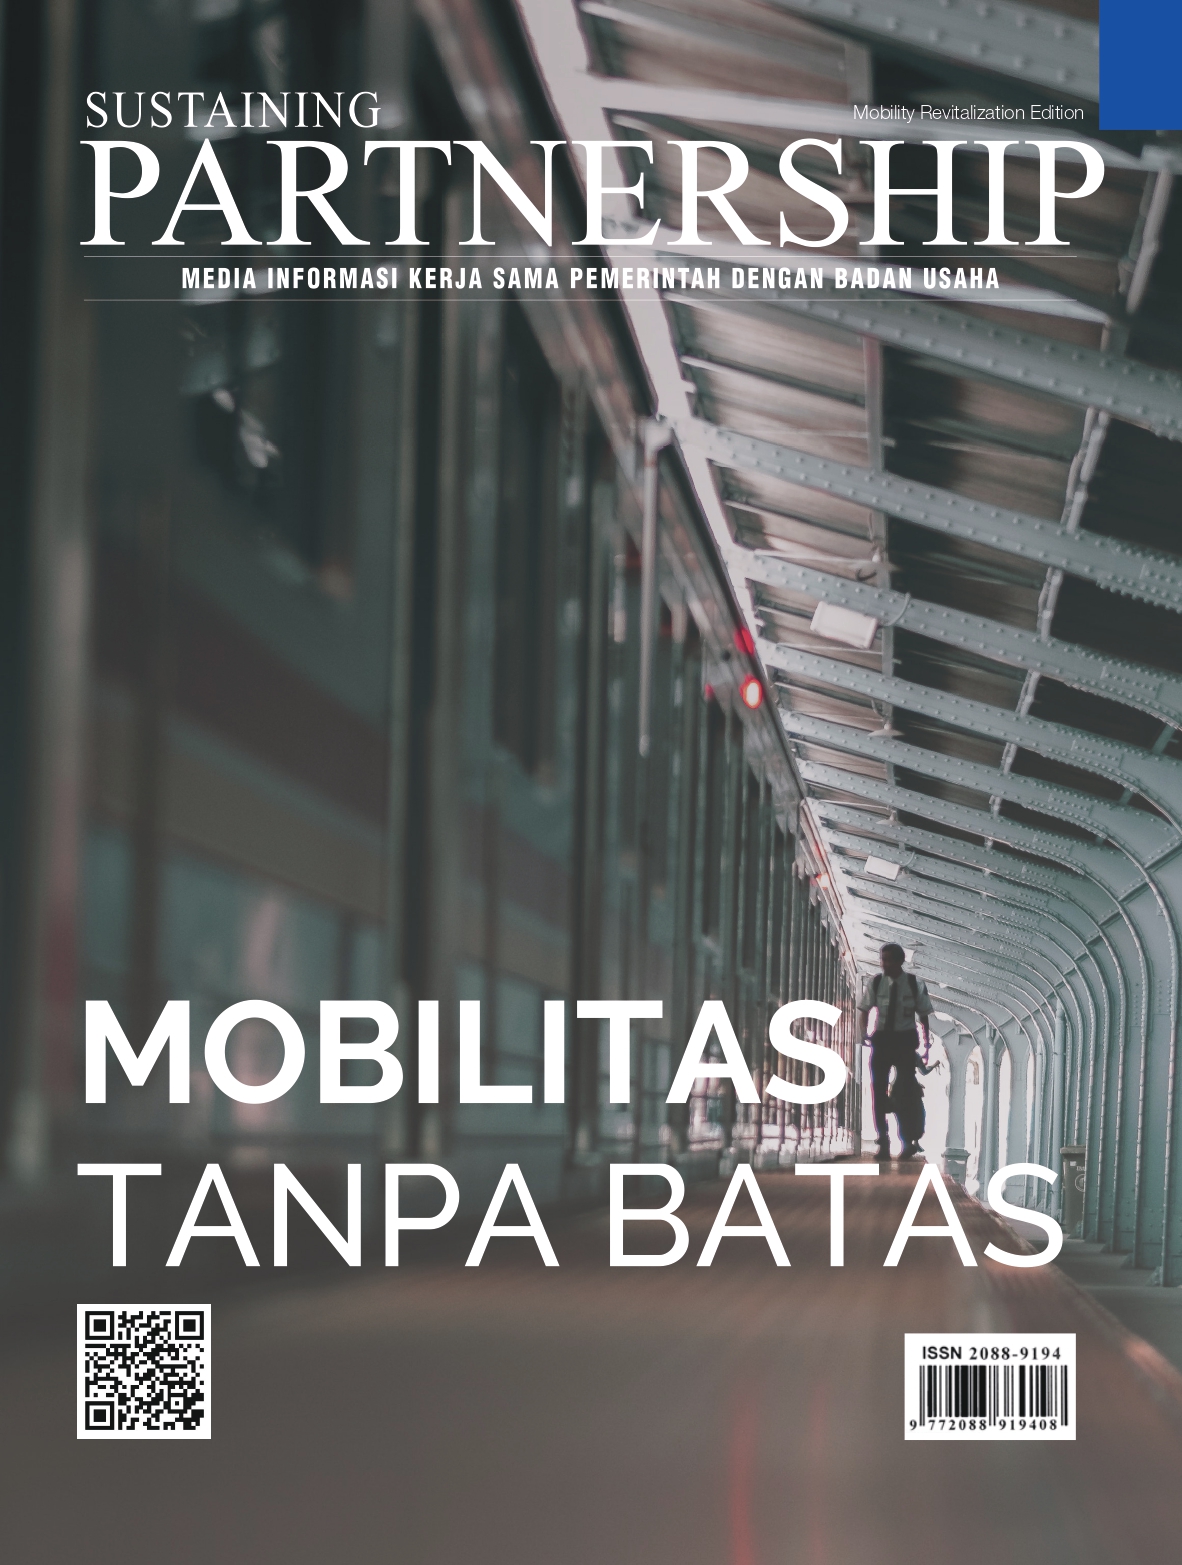 SUSTAINING
Mobility Revitalization Edition
PARTNERSHIP
MEDIA INFORMASI KERJA SAMA PEMERINTAH DENGAN BADAN USAHA
MOBILITAS
TANPA BATAS
ISSN 2088-9194
9 772088 919408